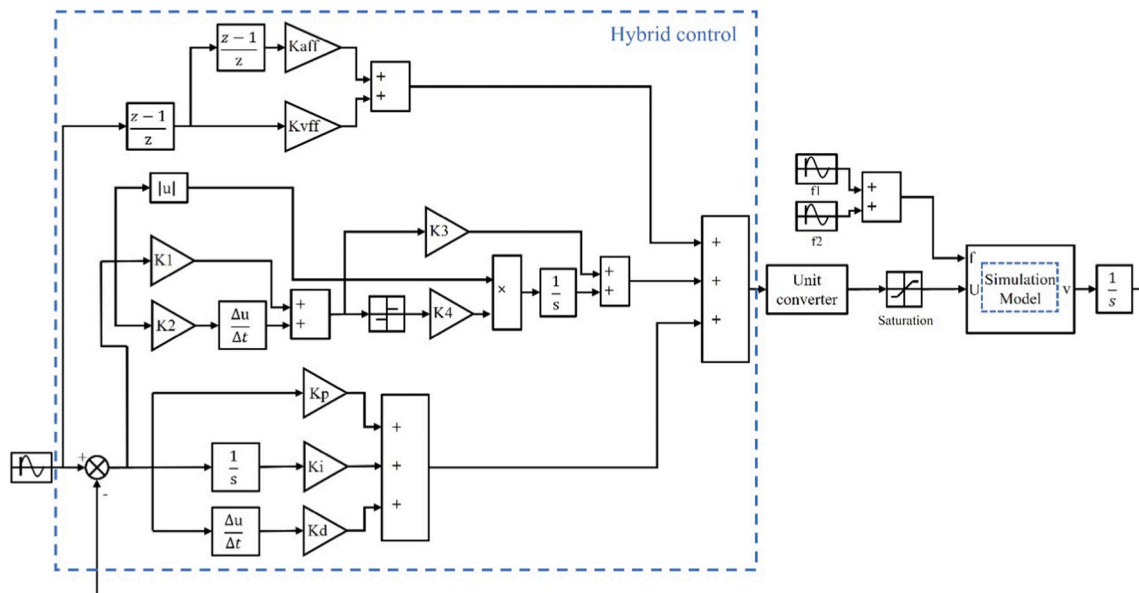 Hybrid control
z − 1
z
Kaff
+
+
z − 1
z
Kvff
|u|
K1
K2
Δu
Δt
+
+
K3
K4
×
1
s
+
+
+
+
+
Unit
converter
Saturation
f1
f2
+
+
f
U
Simulation
Model
v
1
s
+
-
Kp
1
s
Ki
Δu
Δt
Kd
+
+
+